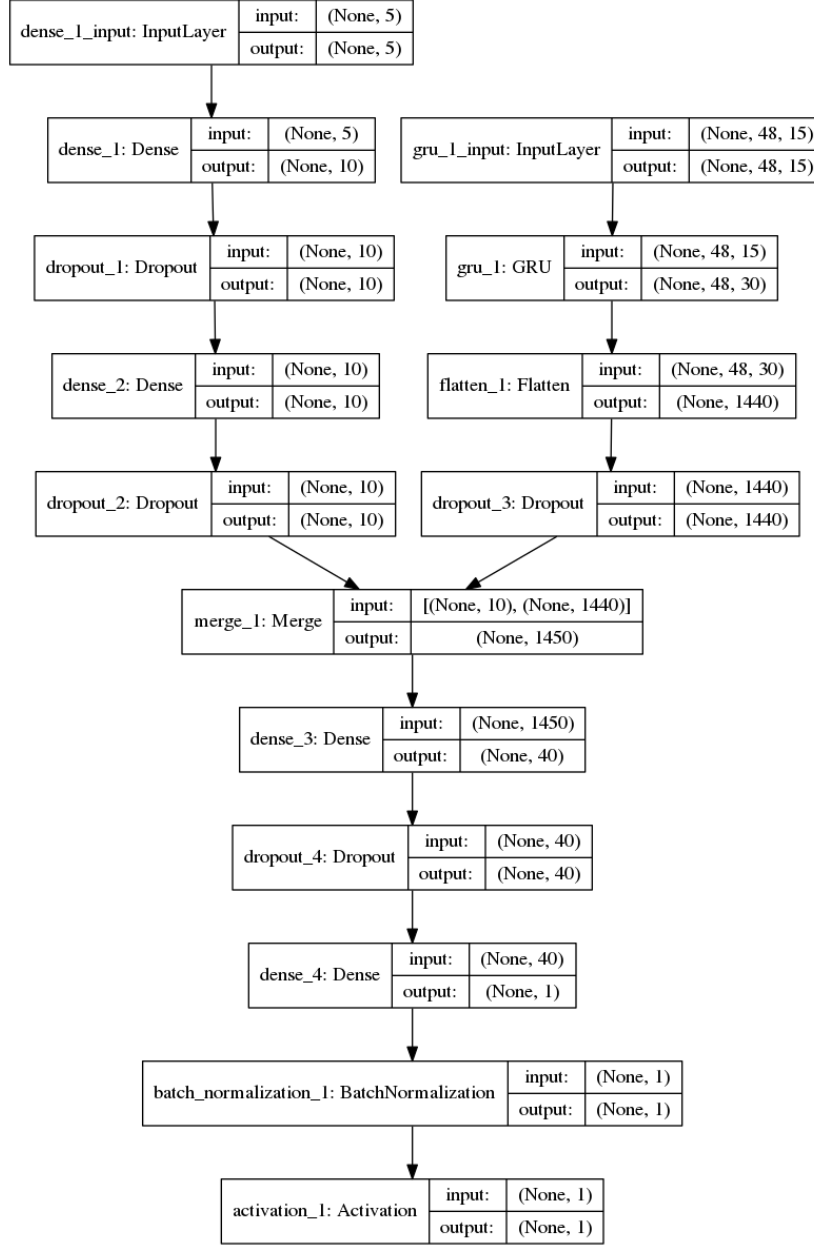 dense_1_input: InputLayer
input: (None, 5)
output: (None, 5)
dense_1: Dense
input: (None, 5)
output: (None, 10)
gru_1_input: InputLayer
input: (None, 48, 15)
output: (None, 48, 15)
dropout_1: Dropout
input: (None, 10)
output: (None, 10)
gru_1: GRU
input: (None, 48, 15)
output: (None, 48, 30)
dense_2: Dense
input: (None, 10)
output: (None, 10)
flatten_1: Flatten
input: (None, 48, 30)
output: (None, 1440)
dropout_2: Dropout
input: (None, 10)
output: (None, 10)
dropout_3: Dropout
input: (None, 1440)
output: (None, 1440)
merge_1: Merge
input: [(None, 10), (None, 1440)]
output: (None, 1450)
dense_3: Dense
input: (None, 1450)
output: (None, 40)
dropout_4: Dropout
input: (None, 40)
output: (None, 40)
dense_4: Dense
input: (None, 40)
output: (None, 1)
batch_normalization_1: BatchNormalization
input: (None, 1)
output: (None, 1)
activation_1: Activation
input: (None, 1)
output: (None, 1)